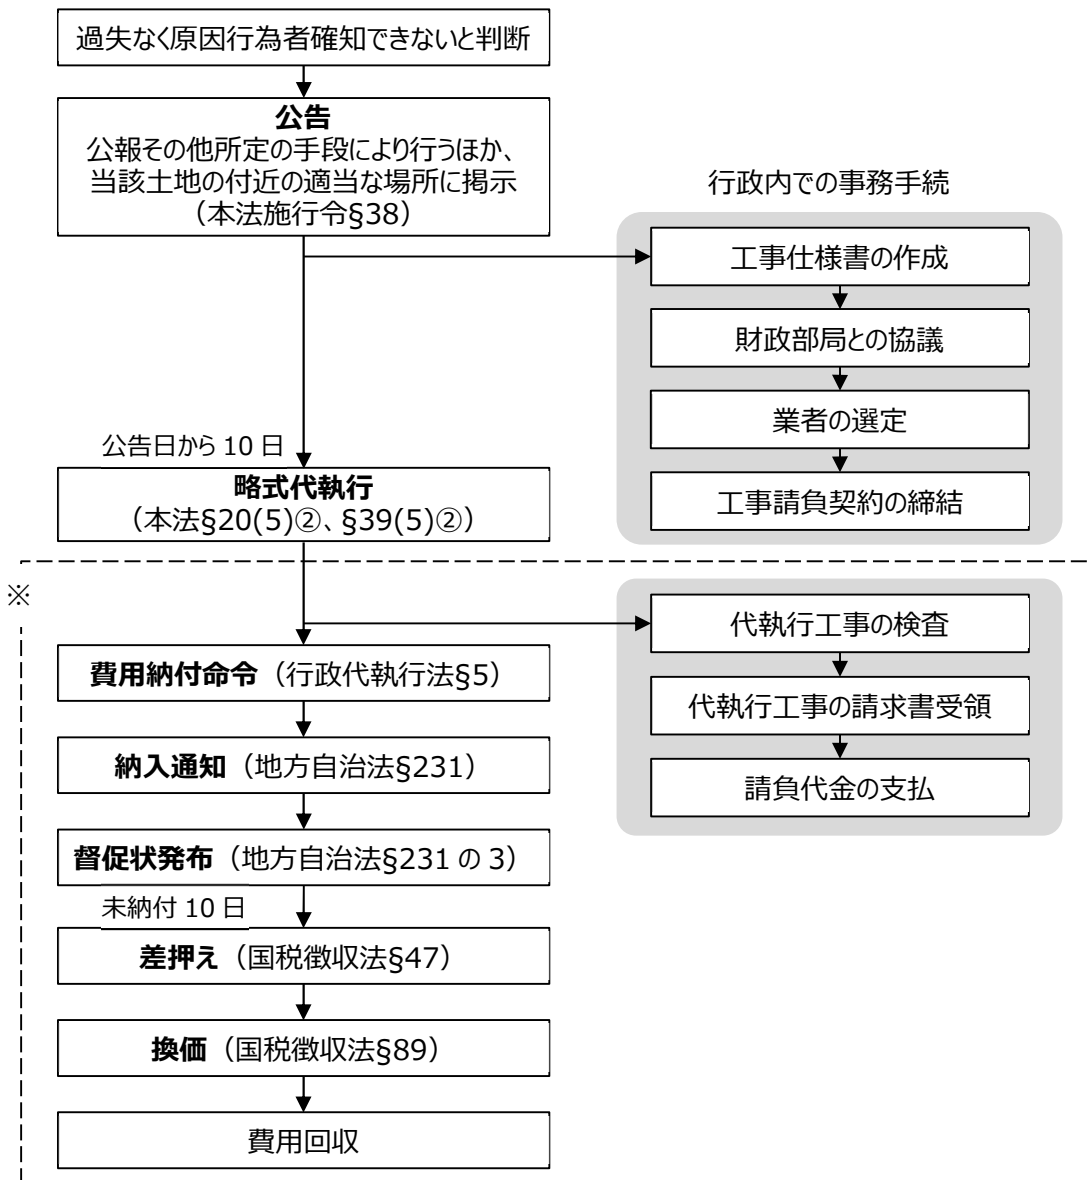 過失なく原因行為者確知できないと判断
公告
公報その他所定の手段により行うほか、
当該土地の付近の適当な場所に掲示
（本法施行令§38）
行政内での事務手続
工事仕様書の作成
財政部局との協議
業者の選定
工事請負契約の締結
公告日から 10 日
略式代執行
（本法§20(5)②、§39(5)②）
※
代執行工事の検査
代執行工事の請求書受領
請負代金の支払
費用納付命令（行政代執行法§5）
納入通知（地方自治法§231）
督促状発布（地方自治法§231 の 3）
未納付 10 日
差押え（国税徴収法§47）
換価（国税徴収法§89）
費用回収